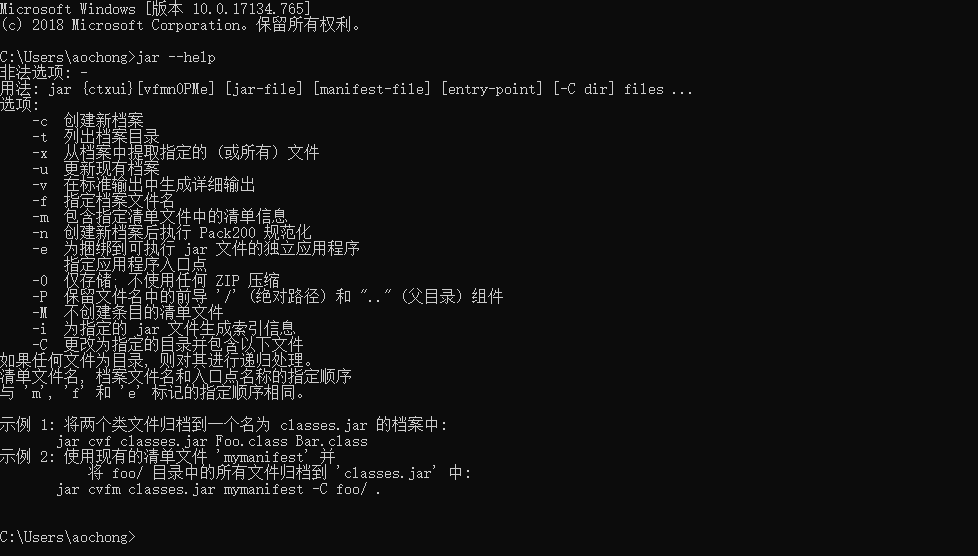 Microsoft Windows [版本 10.0.17134.765]
(c) 2018 Microsoft Corporation。保留所有权利。
C:\Users\aochong>jar --help
非法选项: -
用法: jar {ctxui}[vfmn0PMe] [jar-file] [manifest-file] [entry-point] [-C dir] files ...
选项:
-c 创建新档案
-t 列出档案目录
-x 从档案中提取指定的 (或所有) 文件
-u 更新现有档案
-v 在标准输出中生成详细输出
-f 指定档案文件名
-m 包含指定清单文件中的清单信息
-n 创建新档案后执行 Pack200 规范化
-e 为捆绑到可执行 jar 文件的独立应用程序
指定应用程序入口点
-0 仅存储; 不使用任何 ZIP 压缩
-P 保留文件名中的前导 '/' (绝对路径) 和 ".." (父目录) 组件
-M 不创建条目的清单文件
-i 为指定的 jar 文件生成索引信息
-C 更改为指定的目录并包含以下文件
如果任何文件为目录, 则对其进行递归处理。
清单文件名, 档案文件名和入口点名称的指定顺序
与 'm', 'f' 和 'e' 标记的指定顺序相同。
示例 1: 将两个类文件归档到一个名为 classes.jar 的档案中:
jar cvf classes.jar Foo.class Bar.class
示例 2: 使用现有的清单文件 'mymanifest' 并
将 foo/ 目录中的所有文件归档到 'classes.jar' 中:
jar cvfm classes.jar mymanifest -C foo/ .
C:\Users\aochong>